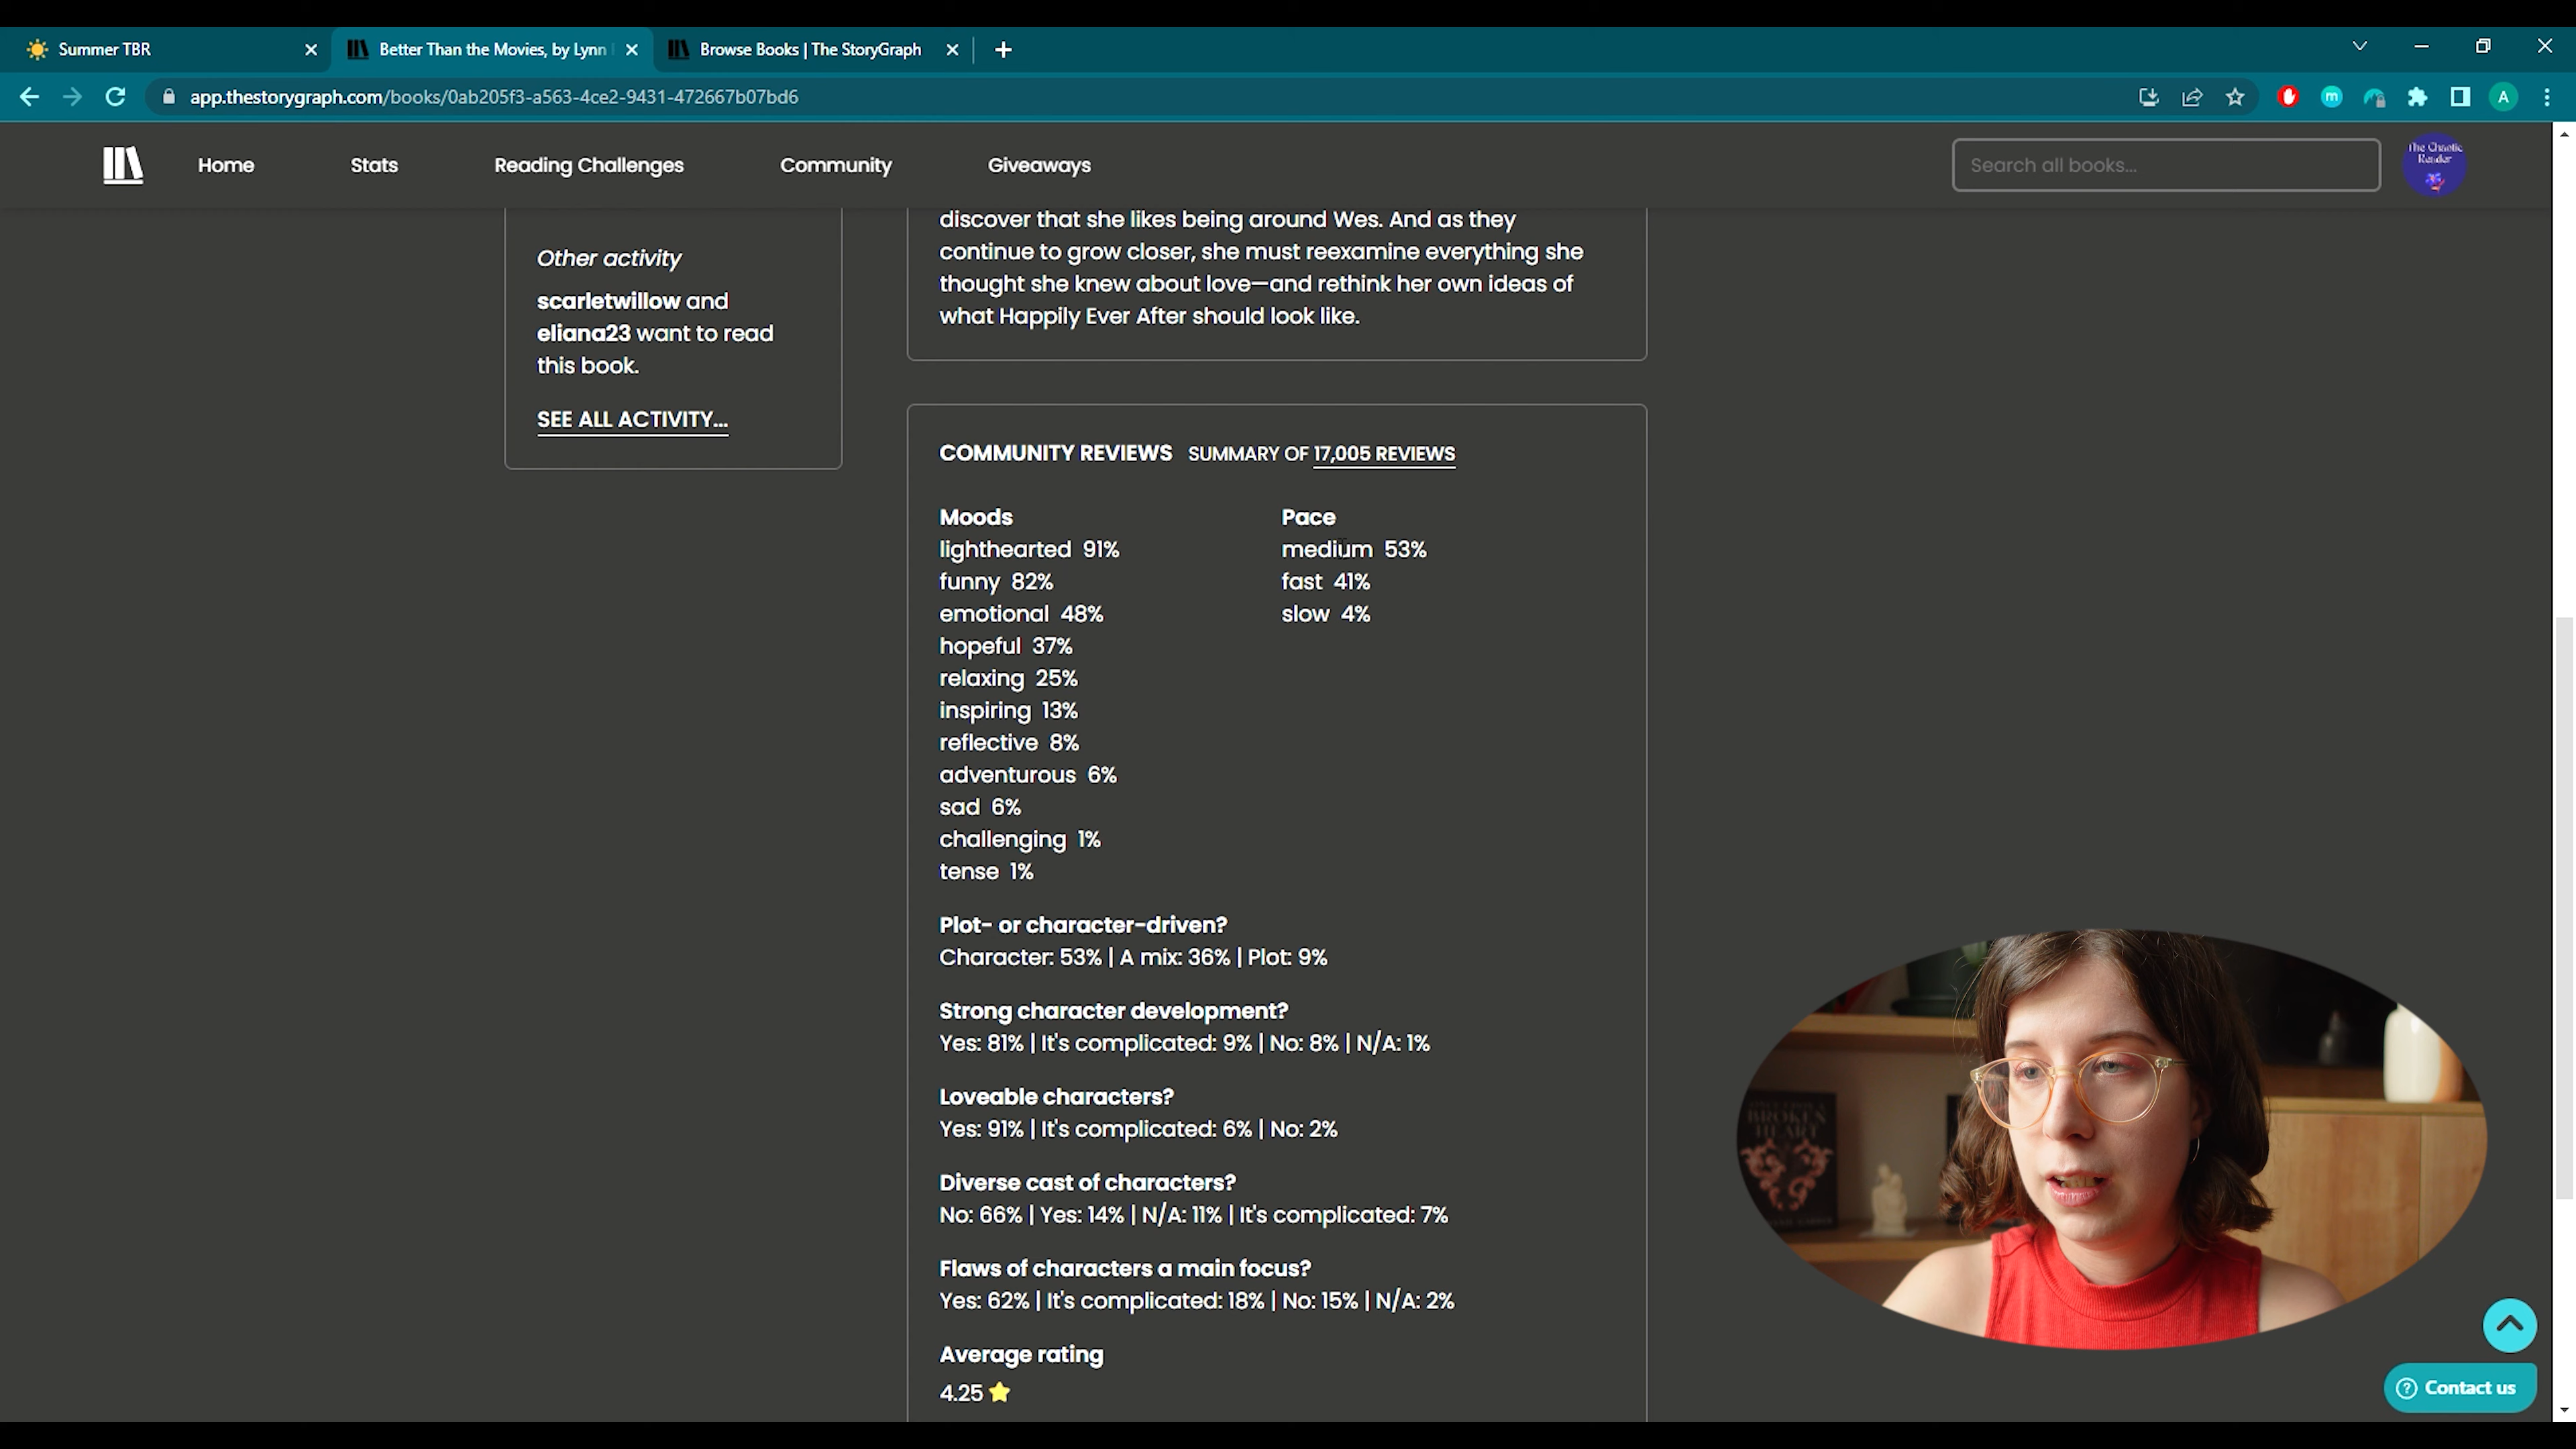 Summer TBR
Better Than the Movies, by Lynn
Browse Books | The StoryGraph
app.thestorygraph.com/books/0ab205f3-a563-4ce2-9431-472667b07bd6
A
Home
Stats
Reading Challenges
Community
Giveaways
Search all books...
The Chaotic
Reader
Other activity
scarletwillow and
eliana23 want to read
this book.
SEE ALL ACTIVITY...
discover that she likes being around Wes. And as they
continue to grow closer, she must reexamine everything she
thought she knew about love—and rethink her own ideas of
what Happily Ever After should look like.
COMMUNITY REVIEWS SUMMARY OF 17,005 REVIEWS
Moods
lighthearted 91%
funny 82%
emotional 48%
hopeful 37%
relaxing 25%
inspiring 13%
reflective 8%
adventurous 6%
sad 6%
challenging 1%
tense 1%
Pace
medium 53%
fast 41%
slow 4%
Plot- or character-driven?
Character: 53% | A mix: 36% | Plot: 9%
Strong character development?
Yes: 81% | It's complicated: 9% | No: 8% | N/A: 1%
Loveable characters?
Yes: 91% | It's complicated: 6% | No: 2%
Diverse cast of characters?
No: 66% | Yes: 14% | N/A: 11% | It's complicated: 7%
Flaws of characters a main focus?
Yes: 62% | It's complicated: 18% | No: 15% | N/A: 2%
Average rating
4.25
BROKEN
HEART
Contact us